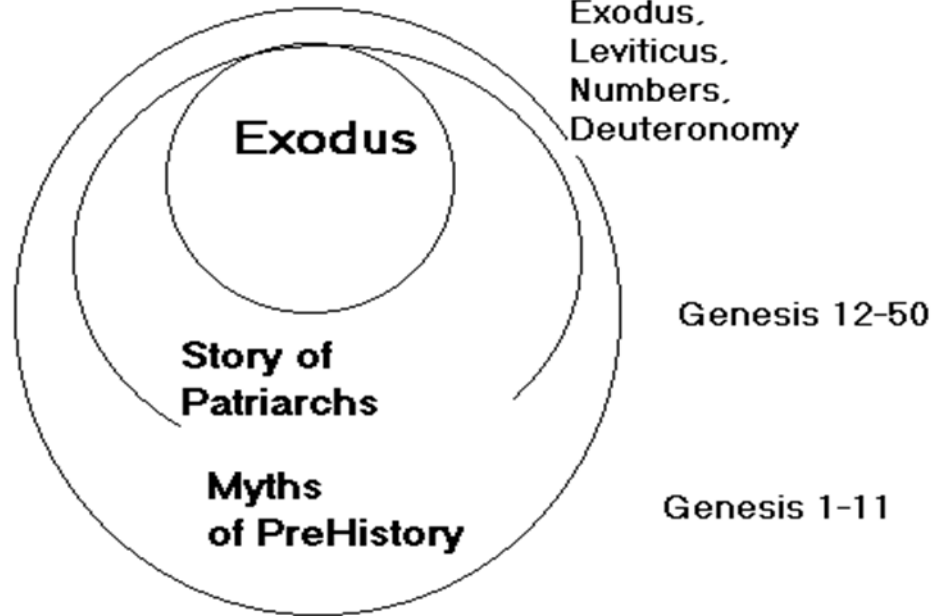 Exodus,
Leviticus,
Numbers,
Deuteronomy
Exodus
Genesis 12-50
Story of
Patriarchs
Myths
of PreHistory
Genesis 1-11